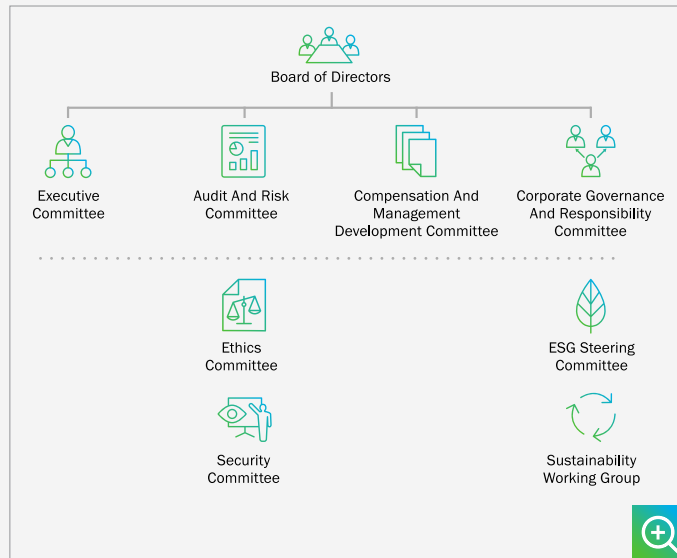 Board of Directors
Executive
Committee
Audit And Risk
Committee
Compensation And
Management
Development Committee
Corporate Governance
And Responsibility
Committee
Ethics
Committee
ESG Steering
Committee
Security
Committee
Sustainability
Working Group